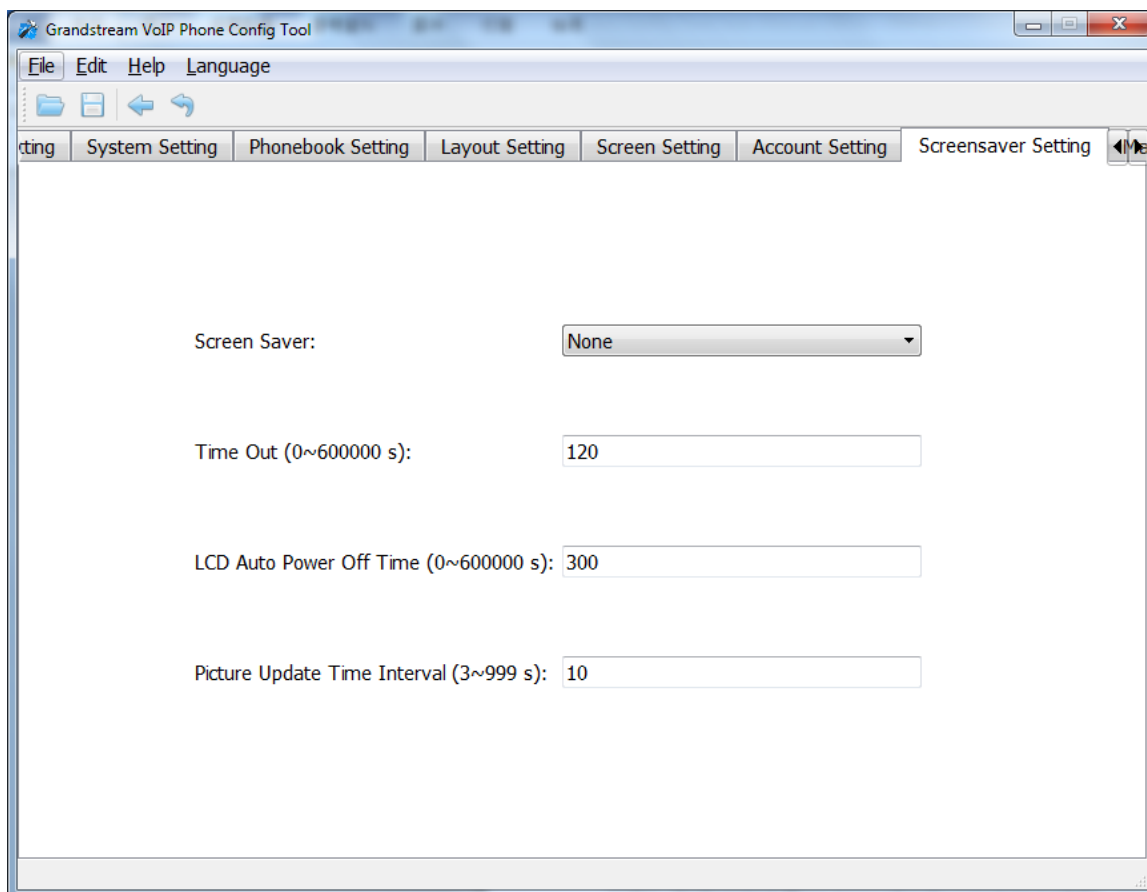 Grandstream VoIP Phone Config Tool
File Edit Help Language
System Setting Phonebook Setting Layout Setting Screen Setting Account Setting Screensaver Setting
Screen Saver: None
Time Out (0~600000 s): 120
LCD Auto Power Off Time (0~600000 s): 300
Picture Update Time Interval (3~999 s): 10